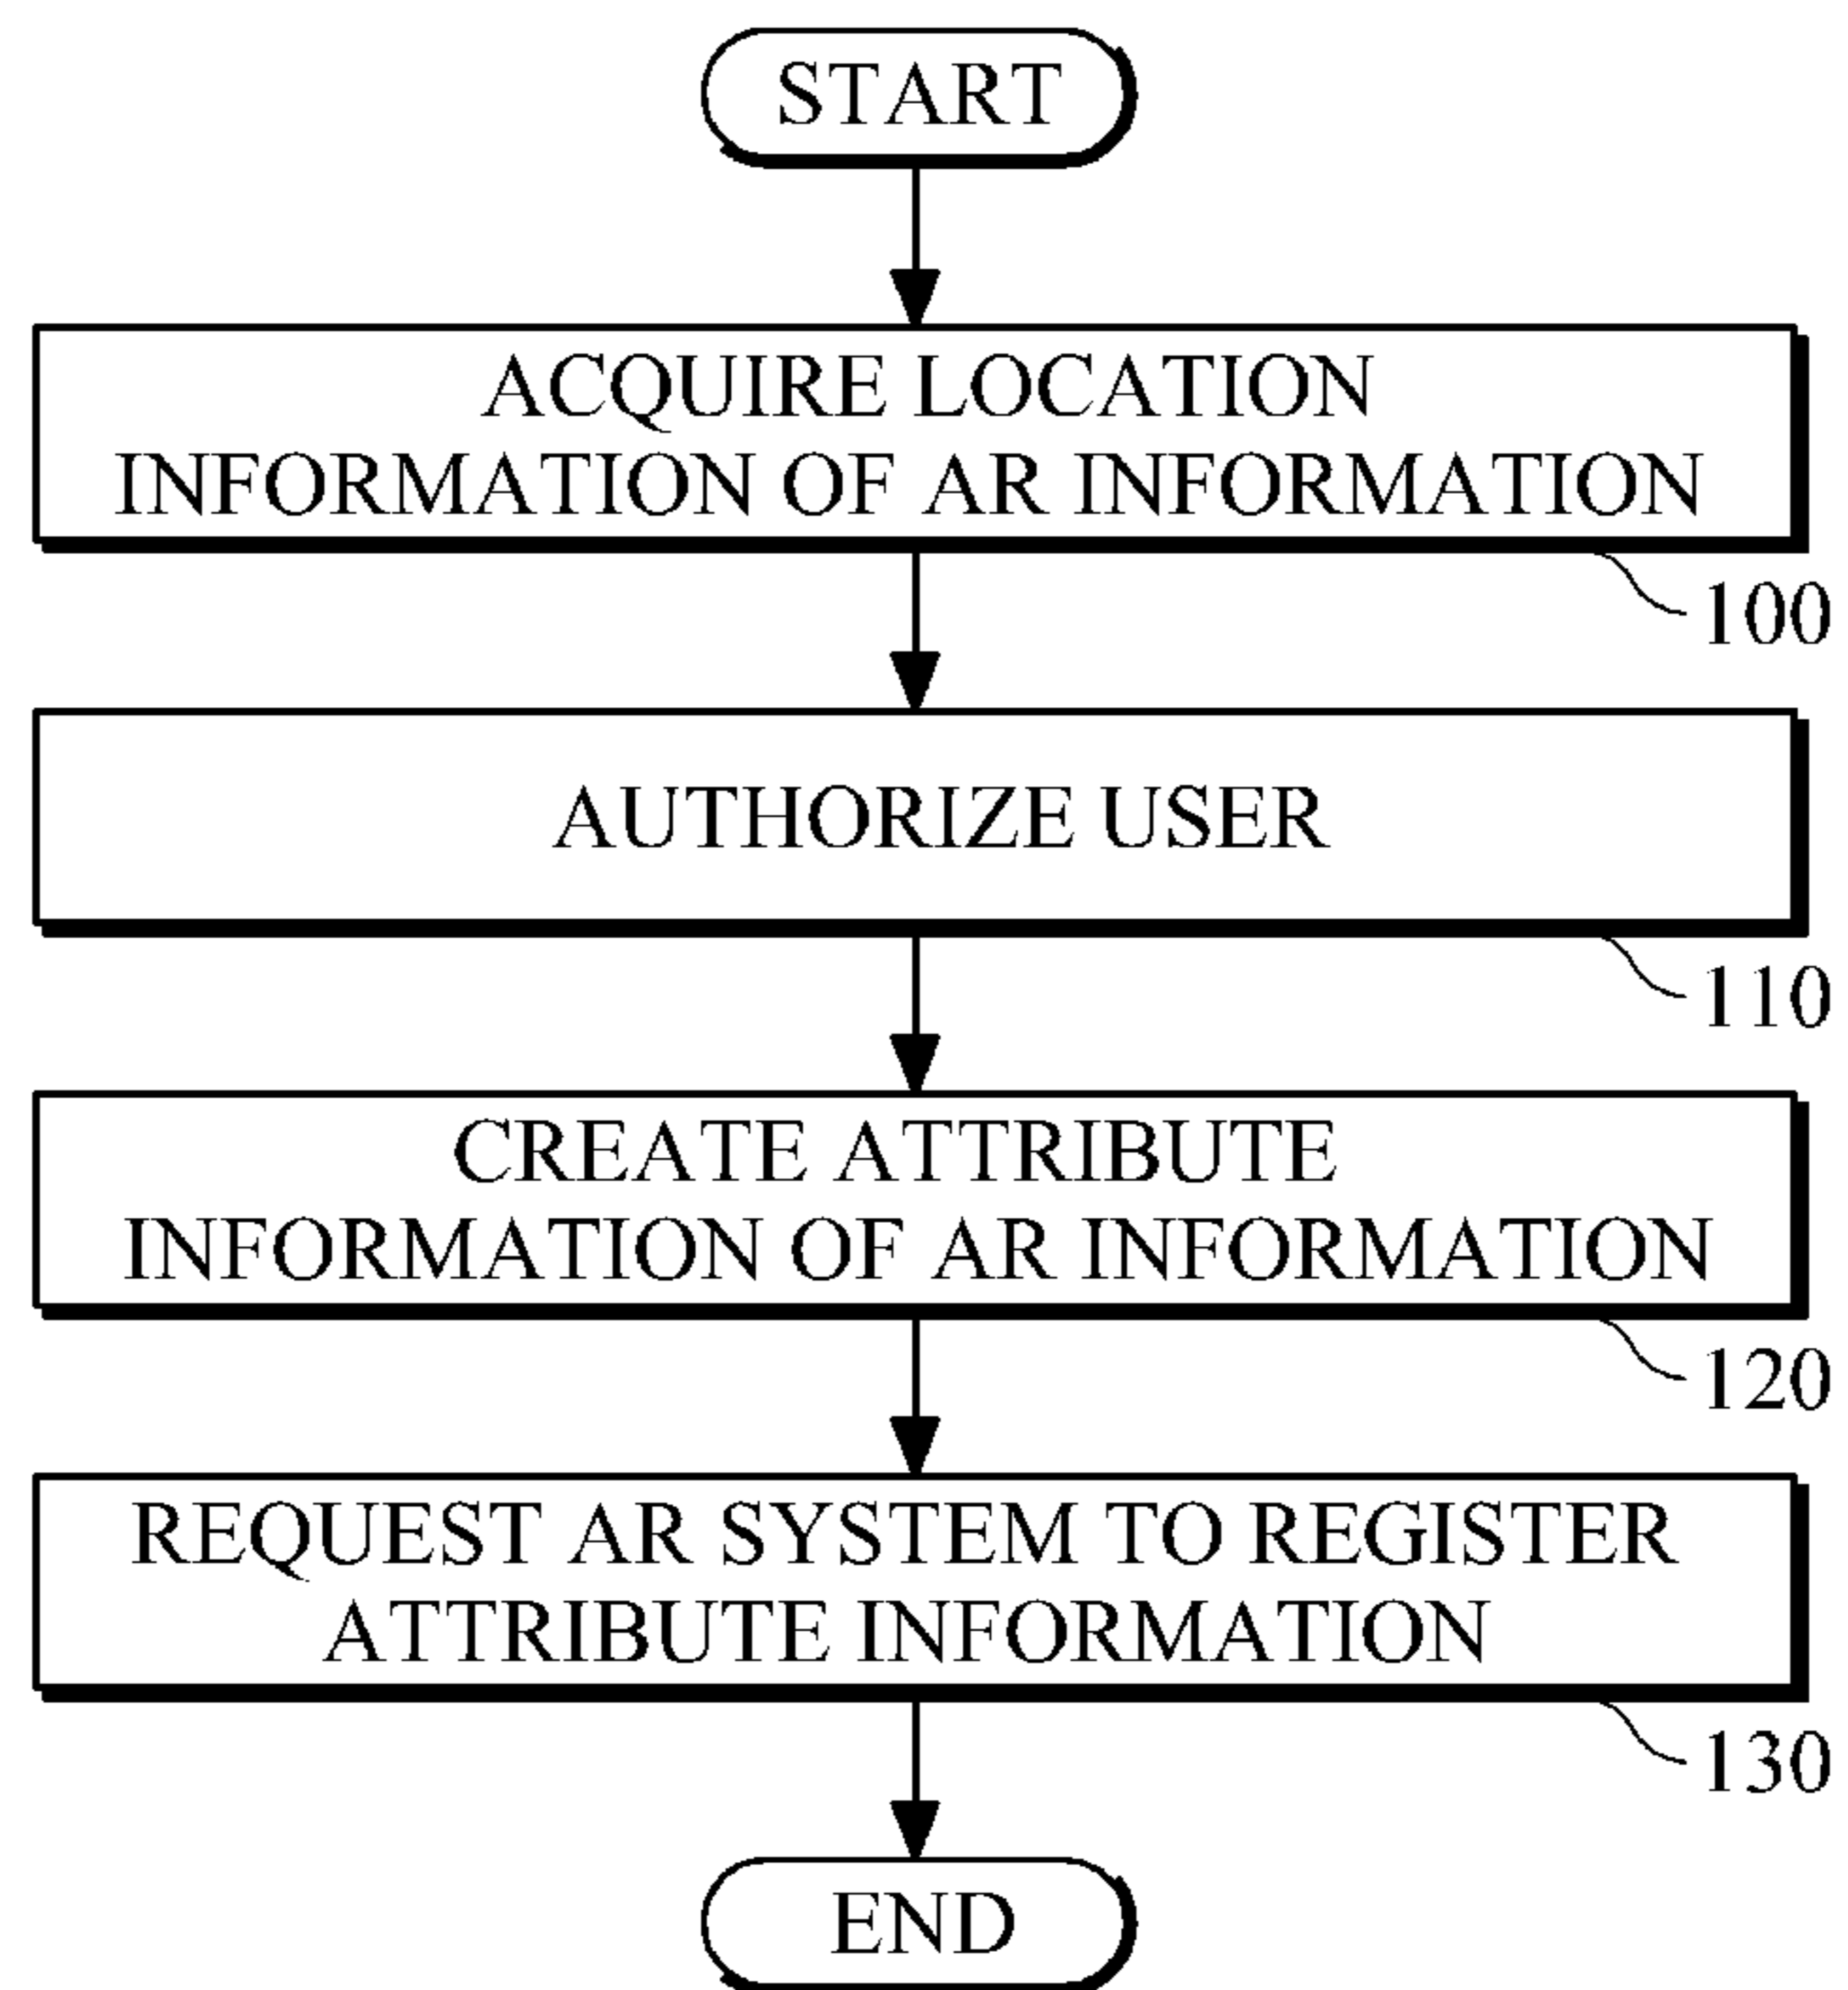 START
ACQUIRE LOCATION
INFORMATION OF AR INFORMATION
100
AUTHORIZE USER
110
CREATE ATTRIBUTE
INFORMATION OF AR INFORMATION
120
REQUEST AR SYSTEM TO REGISTER
ATTRIBUTE INFORMATION
130
END